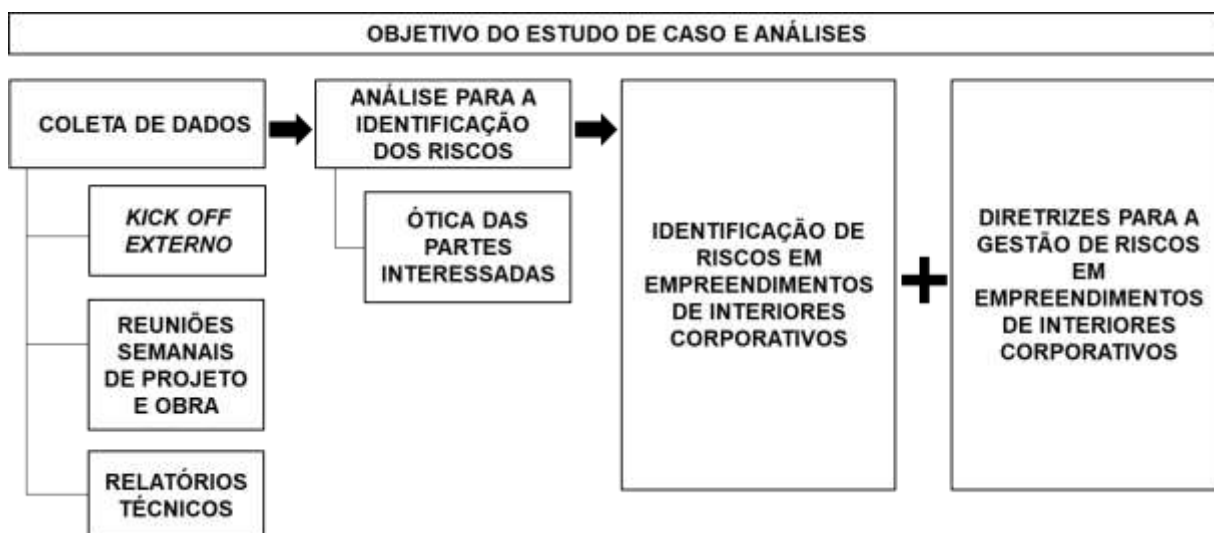 OBJETIVO DO ESTUDO DE CASO E ANÁLISES
COLETA DE DADOS
KICK OFF
EXTERNO
REUNIÕES
SEMANAIS
DE PROJETO
E OBRA
RELATÓRIOS
TÉCNICOS
ANÁLISE PARA A
IDENTIFICAÇÃO
DOS RISCOS
ÓTICA DAS
PARTES
INTERESSADAS
IDENTIFICAÇÃO DE
RISCOS EM
EMPREENDIMENTOS
DE INTERIORES
CORPORATIVOS
DIRETRIZES PARA A
GESTÃO DE RISCOS
EM
EMPREENDIMENTOS
DE INTERIORES
CORPORATIVOS